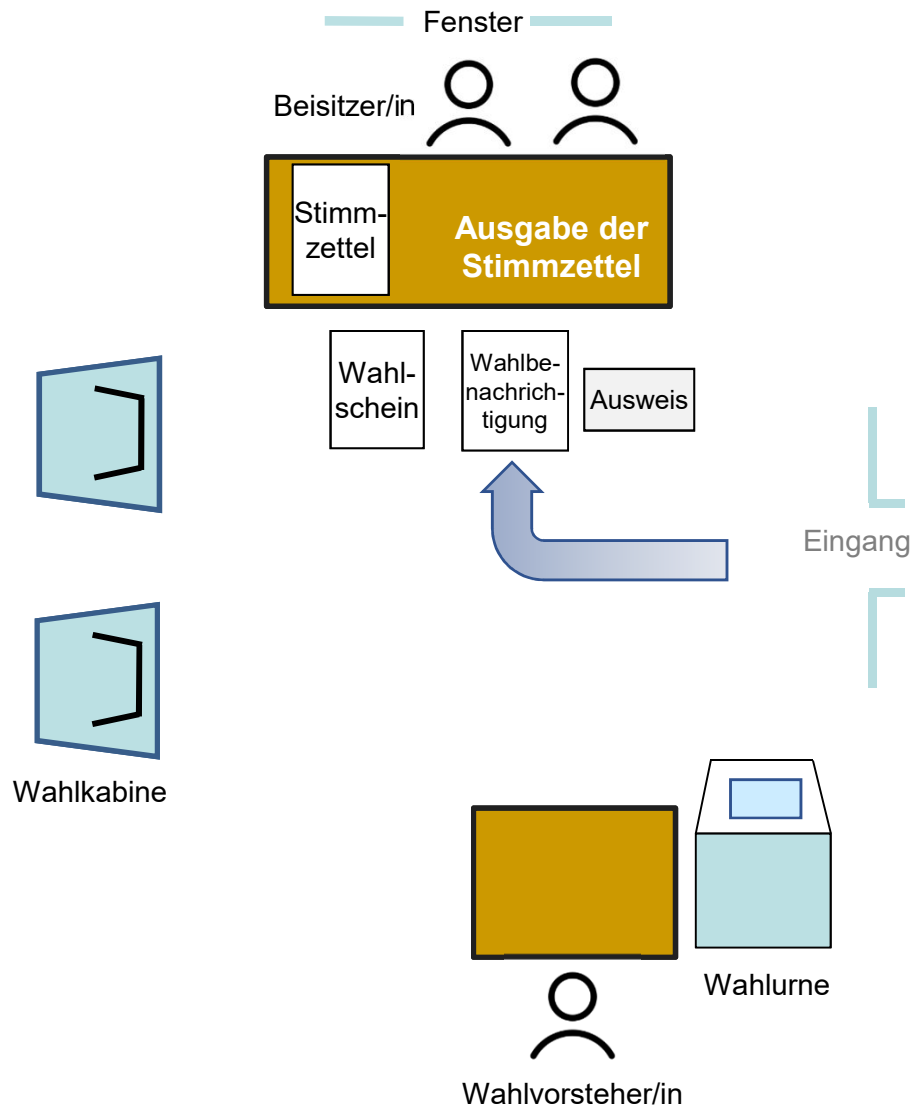 Fenster
Beisitzer/in
Stimm-
zettel
Ausgabe der
Stimmzettel
Wahl-
schein
Wahlbe-
nachrich-
tigung
Ausweis
Eingang
Wahlkabine
Wahlurne
Wahlvorsteher/in